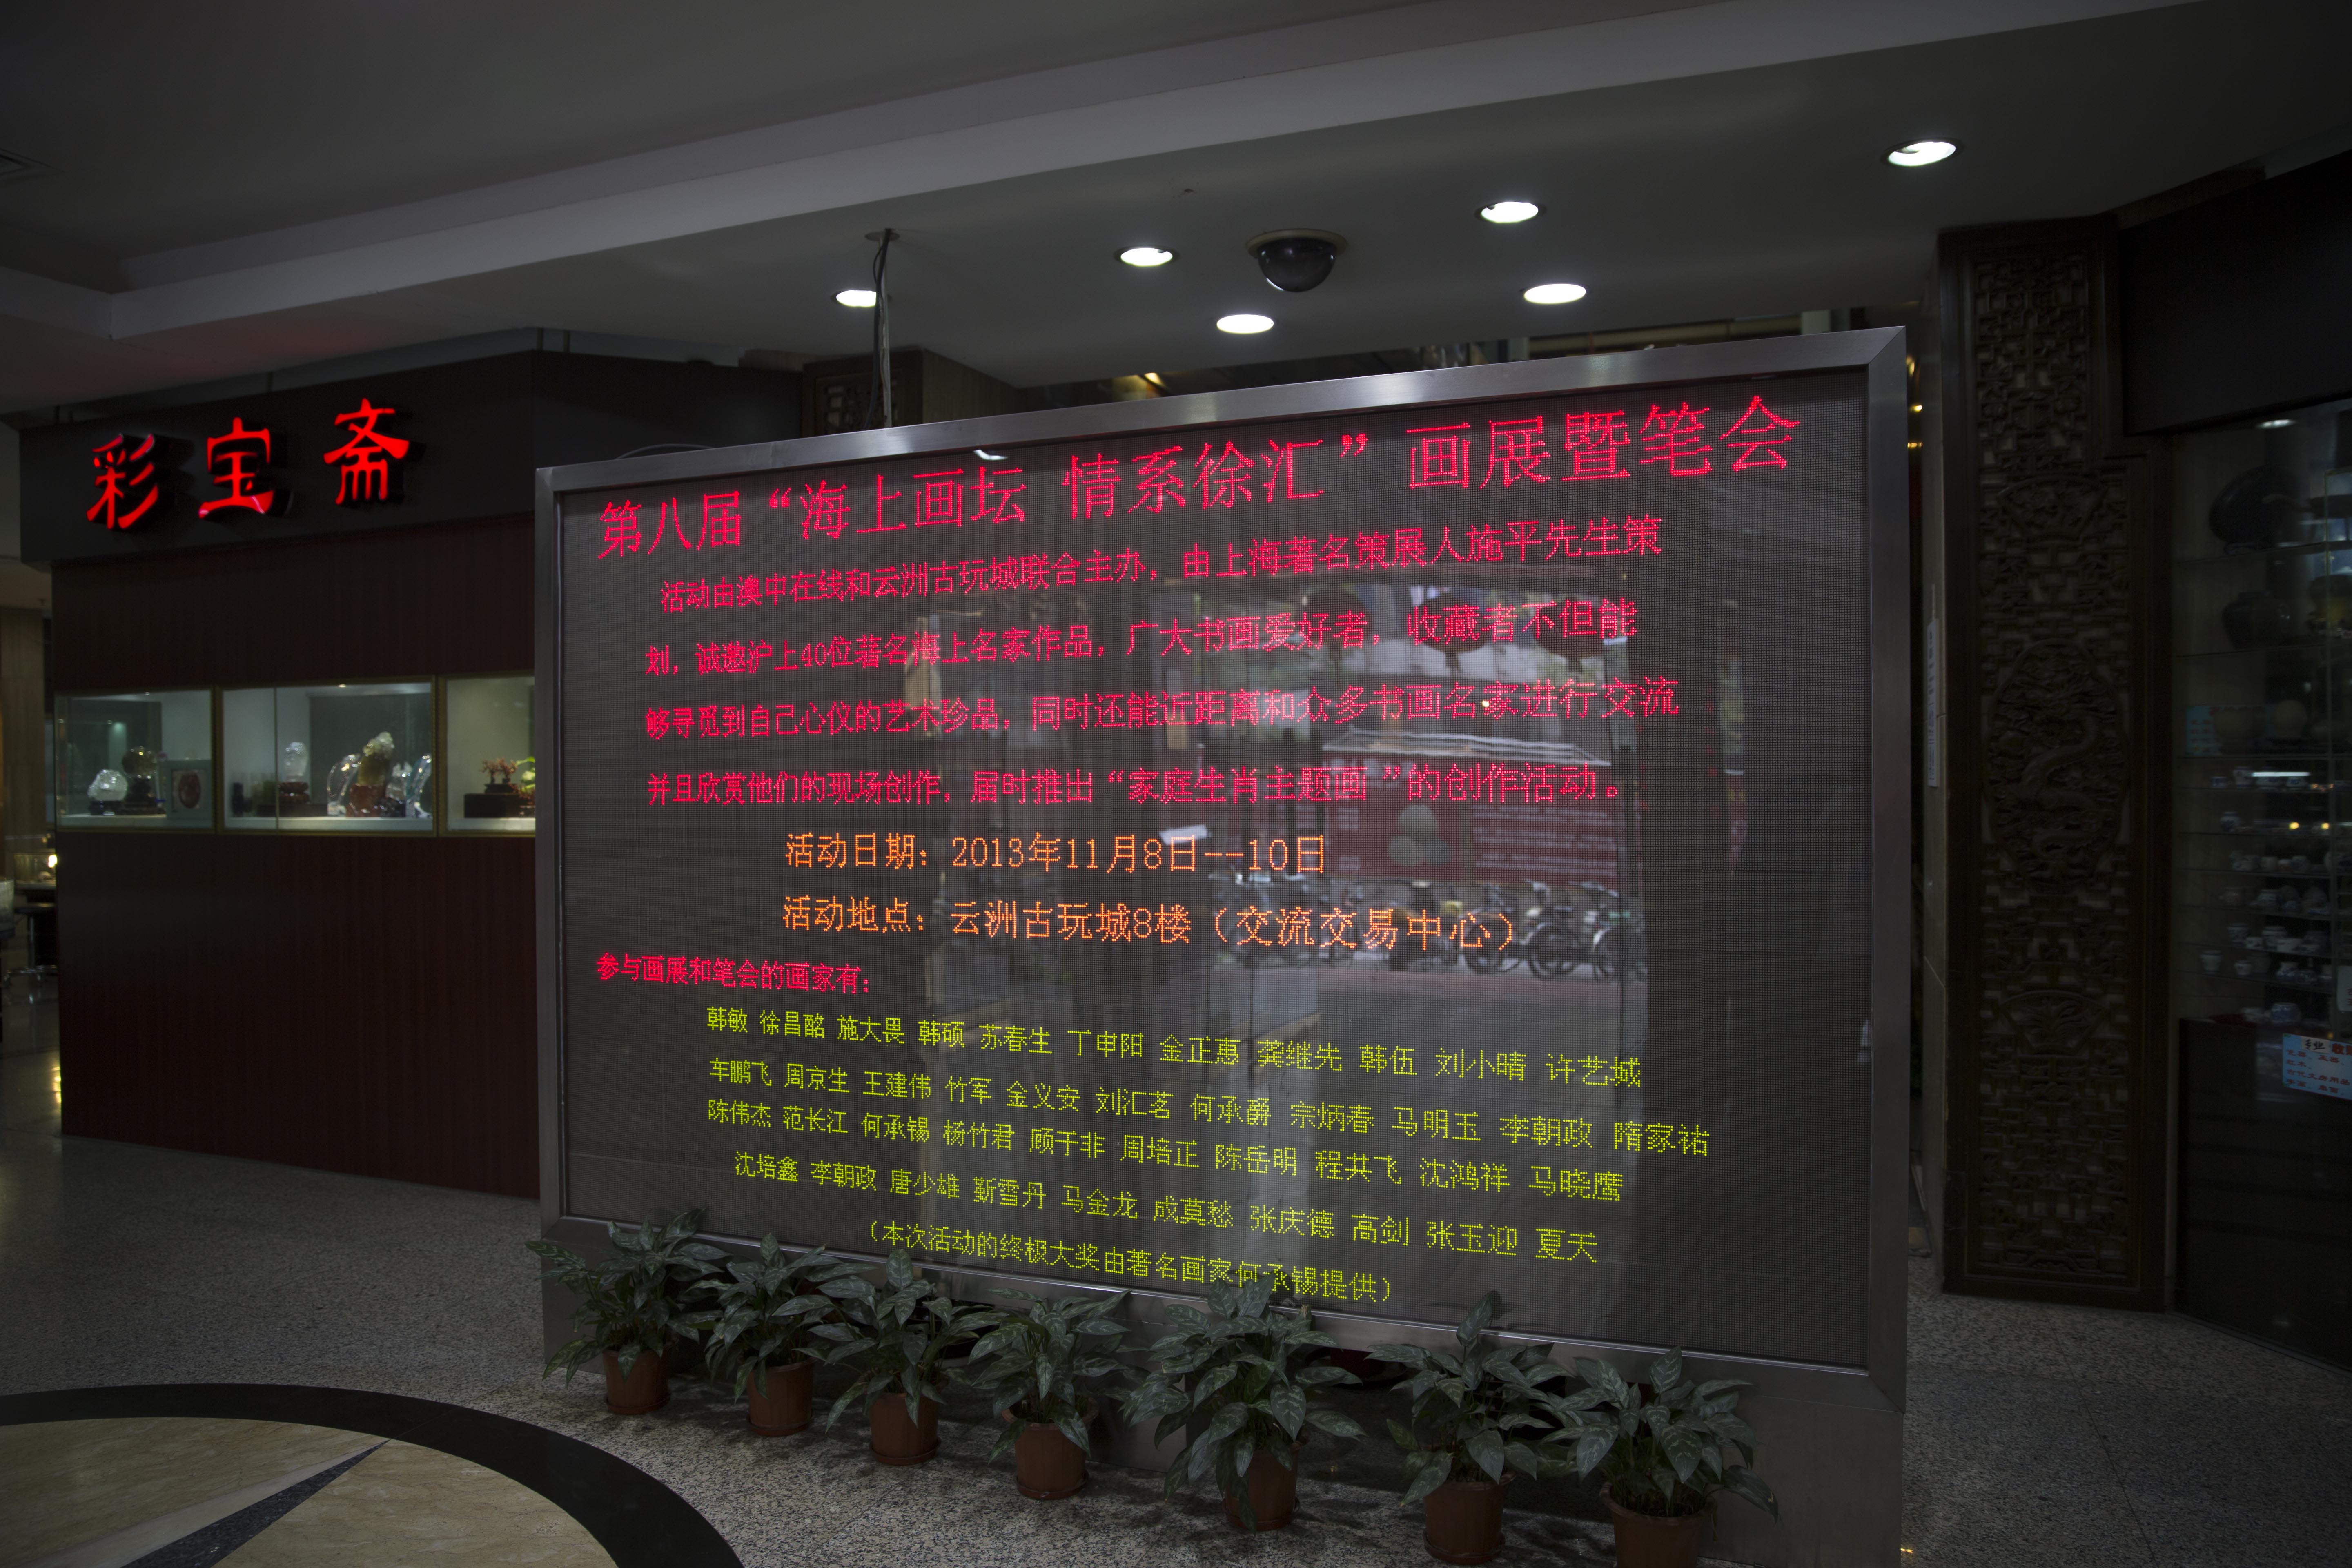 彩宝斋
第八届“海上画坛 情系徐汇”画展暨笔会
活动由澳中在线和云洲古玩城联合主办，由上海著名策展人施平先生策
划，诚邀沪上40位著名海上名家作品，广大书画爱好者，收藏者不但能
够寻觅到自己心仪的艺术珍品，同时还能近距离和众多书画名家进行交流
并且欣赏他们的现场创作，届时推出“家庭生肖主题画”的创作活动。
活动日期：2013年11月8日--10日
活动地点：云洲古玩城8楼（交流交易中心）
参与画展和笔会的画家有：
韩敏 徐昌酩 施大畏 韩硕 苏春生 丁申阳 金正惠 龚继先 韩伍 刘小晴 许艺城
车鹏飞 周京生 王建伟 竹军 金义安 刘汇茗 何承爵 宗炳春 马明玉 李朝政 隋家祐
陈伟杰 范长江 何承锡 杨竹君 顾于非 周培正 陈岳明 程共飞 沈鸿祥 马晓鹰
沈培鑫 李朝政 唐少雄 靳雪丹 马金龙 成莫愁 张庆德 高剑 张玉迎 夏天
（本次活动的终极大奖由著名画家何承锡提供）